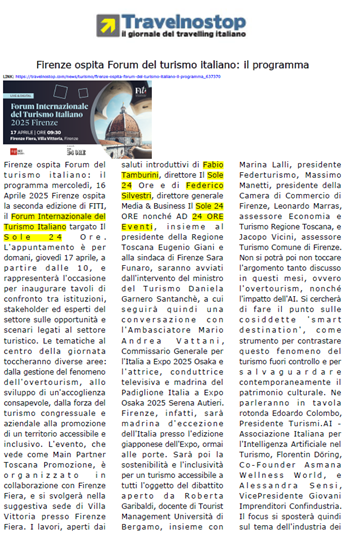 Travelnostop
il giornale del travelling italiano
Firenze ospita Forum del turismo italiano: il programma
LINK: https://travelnostop.com/news/turismo/firenze-ospita-forum-del-turismo-italiano-il-programma_637370
Forum Internazionale
del Turismo Italiano
2025 Firenze
17 APRILE | ORE 09:30
Firenze Fiera, Villa Vittoria, Firenze
Firenze ospita Forum del
turismo italiano: il
programma mercoledì, 16
Aprile 2025 Firenze ospita
la seconda edizione di FITI,
il Forum Internazionale del
Turismo Italiano targato Il
Sole 24 Ore.
L'appuntamento è per
domani, giovedì 17 aprile, a
partire dalle 10, e
rappresenterà l'occasione
per inaugurare tavoli di
confronto tra istituzioni,
stakeholder ed esperti del
settore sulle opportunità e
scenari legati al settore
turistico. Le tematiche al
centro della giornata
toccheranno diverse aree:
dalla gestione del fenomeno
dell'overtourism, allo
sviluppo di un'accoglienza
consapevole, dalla forza del
turismo congressuale e
aziendale alla promozione
di un territorio accessibile e
inclusivo. L'evento, che
vede come Main Partner
Toscana Promozione, è
organizzato in
collaborazione con Firenze
Fiera, e si svolgerà nella
suggestiva sede di Villa
Vittoria presso Firenze
Fiera. I lavori, aperti dai
saluti introduttivi di Fabio
Tamburini, direttore Il Sole
24 Ore e di Federico
Silvestri, direttore generale
Media & Business Il Sole 24
ORE nonché AD 24 ORE
Eventi, insieme al
presidente della Regione
Toscana Eugenio Giani e
alla sindaca di Firenze Sara
Funaro, saranno avviati
dall'intervento del ministro
del Turismo Daniela
Garnero Santanchè, a cui
seguirà quindi una
conversazione con
l'Ambasciatore Mario
Andrea Vattani,
Commissario Generale per
l'Italia a Expo 2025 Osaka e
l'attrice, conduttrice
televisiva e madrina del
Padiglione Italia a Expo
Osaka 2025 Serena Autieri.
Firenze, infatti, sarà
madrina d'eccezione
dell'Italia presso l'edizione
giapponese dell'Expo, ormai
alle porte. Sarà poi la
sostenibilità e l'inclusività
per un turismo accessibile a
tutti l'oggetto del dibattito
aperto da Roberta
Garibaldi, docente di Tourist
Management Università di
Bergamo, insieme con
Marina Lalli, presidente
Federturismo, Massimo
Manetti, presidente della
Camera di Commercio di
Firenze, Leonardo Marras,
assessore Economia e
Turismo Regione Toscana, e
Jacopo Vicini, assessore
Turismo Comune di Firenze.
Non si potrà poi non toccare
l'argomento tanto discusso
in questi mesi, ovvero
l'overtourism, nonché
l'impatto dell'AI. Si cercherà
di fare il punto sulle
cosiddette 'smart
destination', come
strumento per contrastare
questo fenomeno del
turismo fuori controllo e per
salvaguardare
contemporaneamente il
patrimonio culturale. Ne
parleranno in tavola
rotonda Edoardo Colombo,
Presidente Turismi.AI -
Associazione Italiana per
l'Intelligenza Artificiale nel
Turismo, Florentin Döring,
Co-Founder Asmana
Wellness World, e
Alessandra Sensi,
VicePresidente Giovani
Imprenditori Confindustria.
Il focus si sposterà quindi
sul tema dell'industria dei